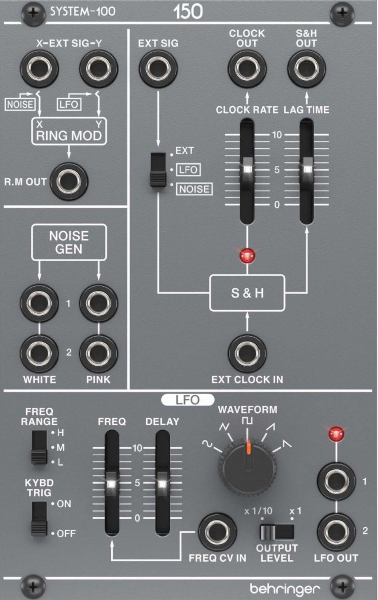 SYSTEM-100 150
X-EXT SIG-Y
EXT SIG
CLOCK OUT
S&H OUT
NOISE
LFO
X Y
RING MOD
R.M OUT
CLOCK RATE LAG TIME
10
5
0
EXT
LFO
NOISE
NOISE
GEN
1
2
WHITE PINK
S & H
EXT CLOCK IN
LFO
FREQ
RANGE
H
M
L
KYBD
TRIG
ON
OFF
FREQ DELAY
10
5
0
WAVEFORM
FREQ CV IN
x 1/10 x 1
OUTPUT
LEVEL
1
2
LFO OUT
behringer